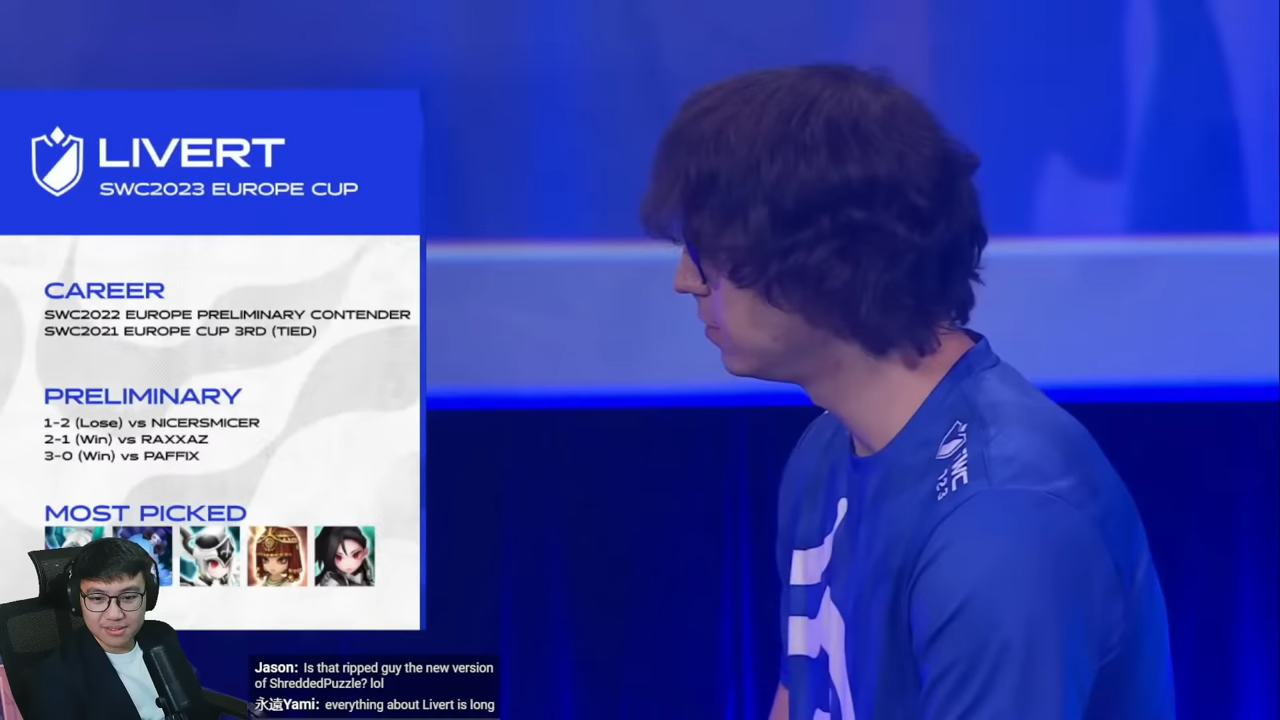 LIVERT
SWC2023 EUROPE CUP
CAREER
SWC2022 EUROPE PRELIMINARY CONTENDER
SWC2021 EUROPE CUP 3RD (TIED)
PRELIMINARY
1-2 (Lose) vs NICERSMICER
2-1 (Win) vs RAXXAZ
3-0 (Win) vs PAFFIX
MOST PICKED
WC
Jason: Is that ripped guy the new version
of ShreddedPuzzle? lol
永遠Yami: everything about Livert is long